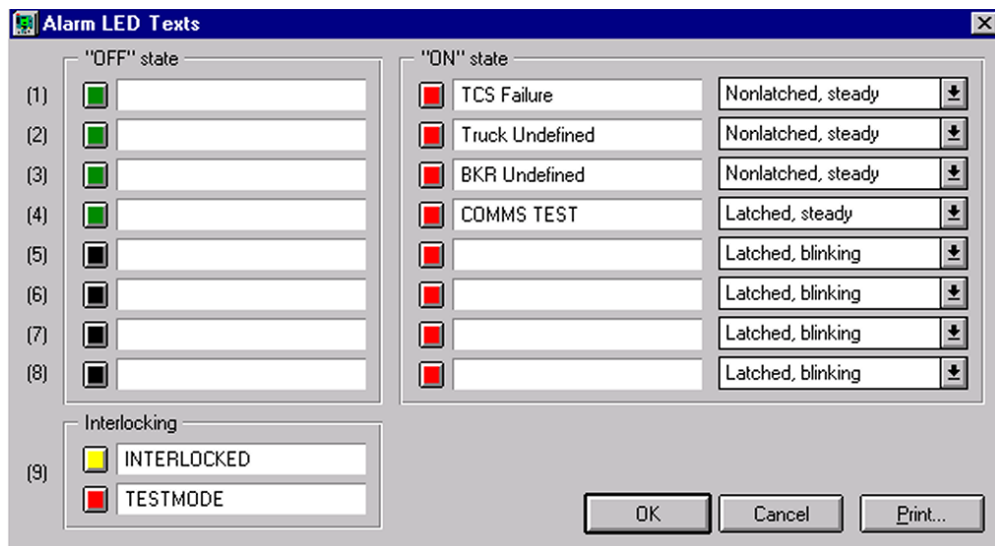 Alarm LED Texts
"OFF" state
"ON" state
(1) TCS Failure Nonlatched, steady
(2) Truck Undefined Nonlatched, steady
(3) BKR Undefined Nonlatched, steady
(4) COMMS TEST Latched, steady
(5) Latched, blinking
(6) Latched, blinking
(7) Latched, blinking
(8) Latched, blinking
Interlocking
(9) INTERLOCKED
TESTMODE
OK Cancel Print...